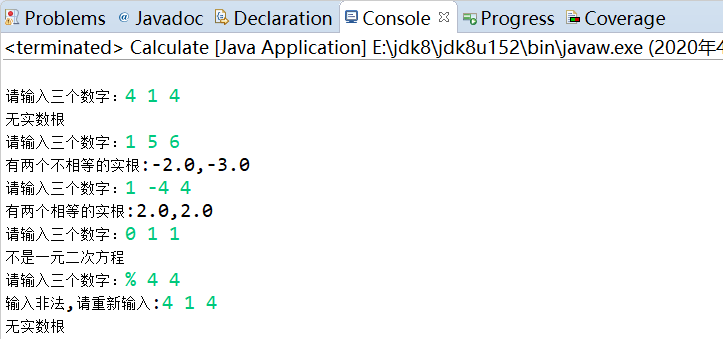 Problems @ Javadoc Declaration Console Progress Coverage
<terminated> Calculate [Java Application] E:\jdk8\jdk8u152\bin\javaw.exe (2020年4
请输入三个数字：4 1 4
无实数根
请输入三个数字：1 5 6
有两个不相等的实根:-2.0,-3.0
请输入三个数字：1 -4 4
有两个相等的实根:2.0,2.0
请输入三个数字：0 1 1
不是一元二次方程
请输入三个数字：% 4 4
输入非法,请重新输入:4 1 4
无实数根